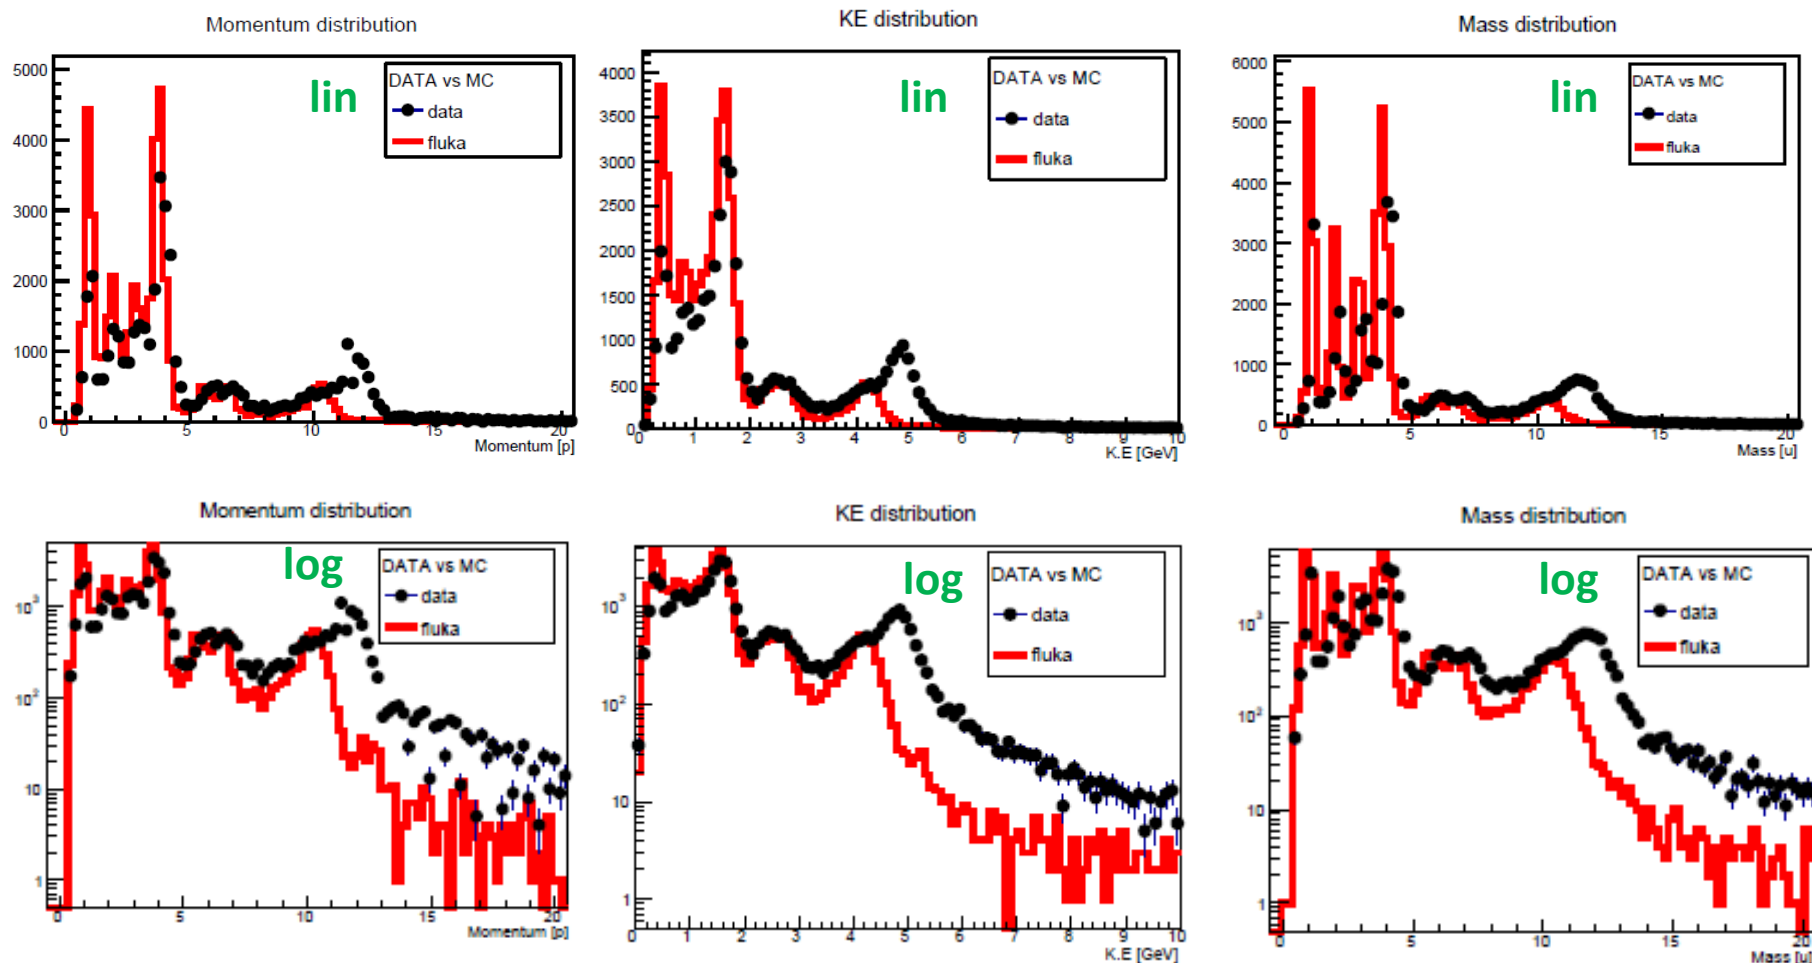 Momentum distribution
5000
4000
3000
2000
1000
0
0 5 10 15 20
Momentum [p]
DATA vs MC
data
fluka
lin
KE distribution
4000
3500
3000
2500
2000
1500
1000
500
0
0 1 2 3 4 5 6 7 8 9 10
K.E [GeV]
DATA vs MC
data
fluka
lin
Mass distribution
6000
5000
4000
3000
2000
1000
0
0 5 10 15 20
Mass [u]
DATA vs MC
data
fluka
lin
Momentum distribution
10³
10²
10
1
0 5 10 15 20
Momentum [p]
DATA vs MC
data
fluka
log
KE distribution
10³
10²
10
1
0 1 2 3 4 5 6 7 8 9 10
K.E [GeV]
DATA vs MC
data
fluka
log
Mass distribution
10³
10²
10
1
0 5 10 15 20
Mass [u]
DATA vs MC
data
fluka
log